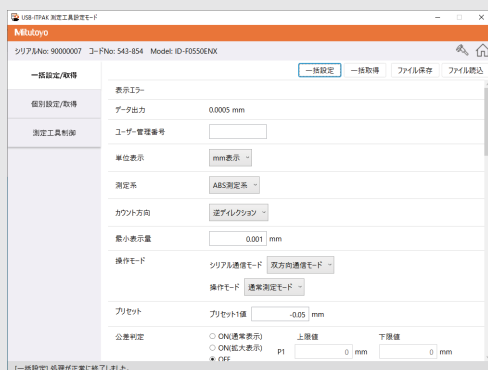 USB-ITPAK 測定工具設定モード
Mitutoyo
シリアルNo: 90000007 コードNo: 543-854 Model: ID-F0550ENX
一括設定/取得
個別設定/取得
測定工具制御
一括設定 一括取得 ファイル保存 ファイル読込
表示エラー
データ出力 0.0005 mm
ユーザー管理番号
単位表示 mm表示
測定系 ABS測定系
カウント方向 逆ディレクション
最小表示量 0.001 mm
操作モード シリアル通信モード 双方向通信モード
操作モード 通常測定モード
プリセット プリセット1値 -0.05 mm
公差判定 ON(通常表示) 上限値 下限値
ON(拡大表示) P1 0 mm 0 mm
OFF
[一括設定] 処理が正常に終了しました。